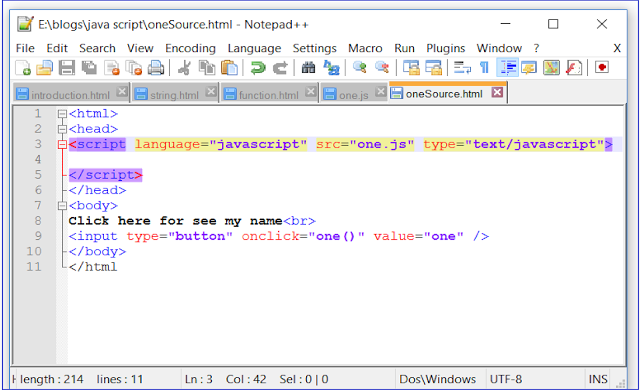 E:\blogs\java script\oneSource.html - Notepad++
File Edit Search View Encoding Language Settings Macro Run Plugins Window ? X
introduction.html string.html function.html one.js oneSource.html
1 <html>
2 <head>
3 <script language="javascript" src="one.js" type="text/javascript">
4
5 </script>
6 </head>
7 <body>
8 Click here for see my name<br>
9 <input type="button" onclick="one()" value="one" />
10 </body>
11 </html
length : 214 lines : 11 Ln : 3 Col : 42 Sel : 0 | 0 Dos\Windows UTF-8 INS